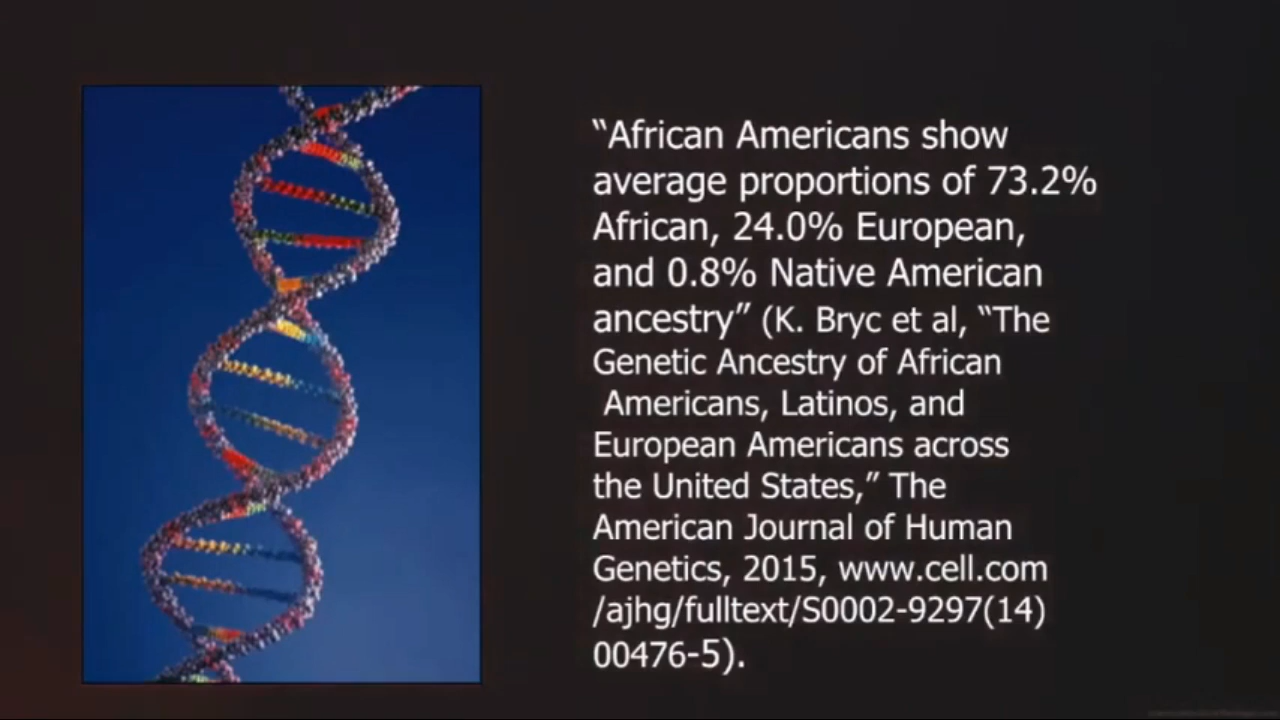 “African Americans show
average proportions of 73.2%
African, 24.0% European,
and 0.8% Native American
ancestry” (K. Bryc et al, “The
Genetic Ancestry of African
Americans, Latinos, and
European Americans across
the United States,” The
American Journal of Human
Genetics, 2015, www.cell.com
/ajhg/fulltext/S0002-9297(14)
00476-5).